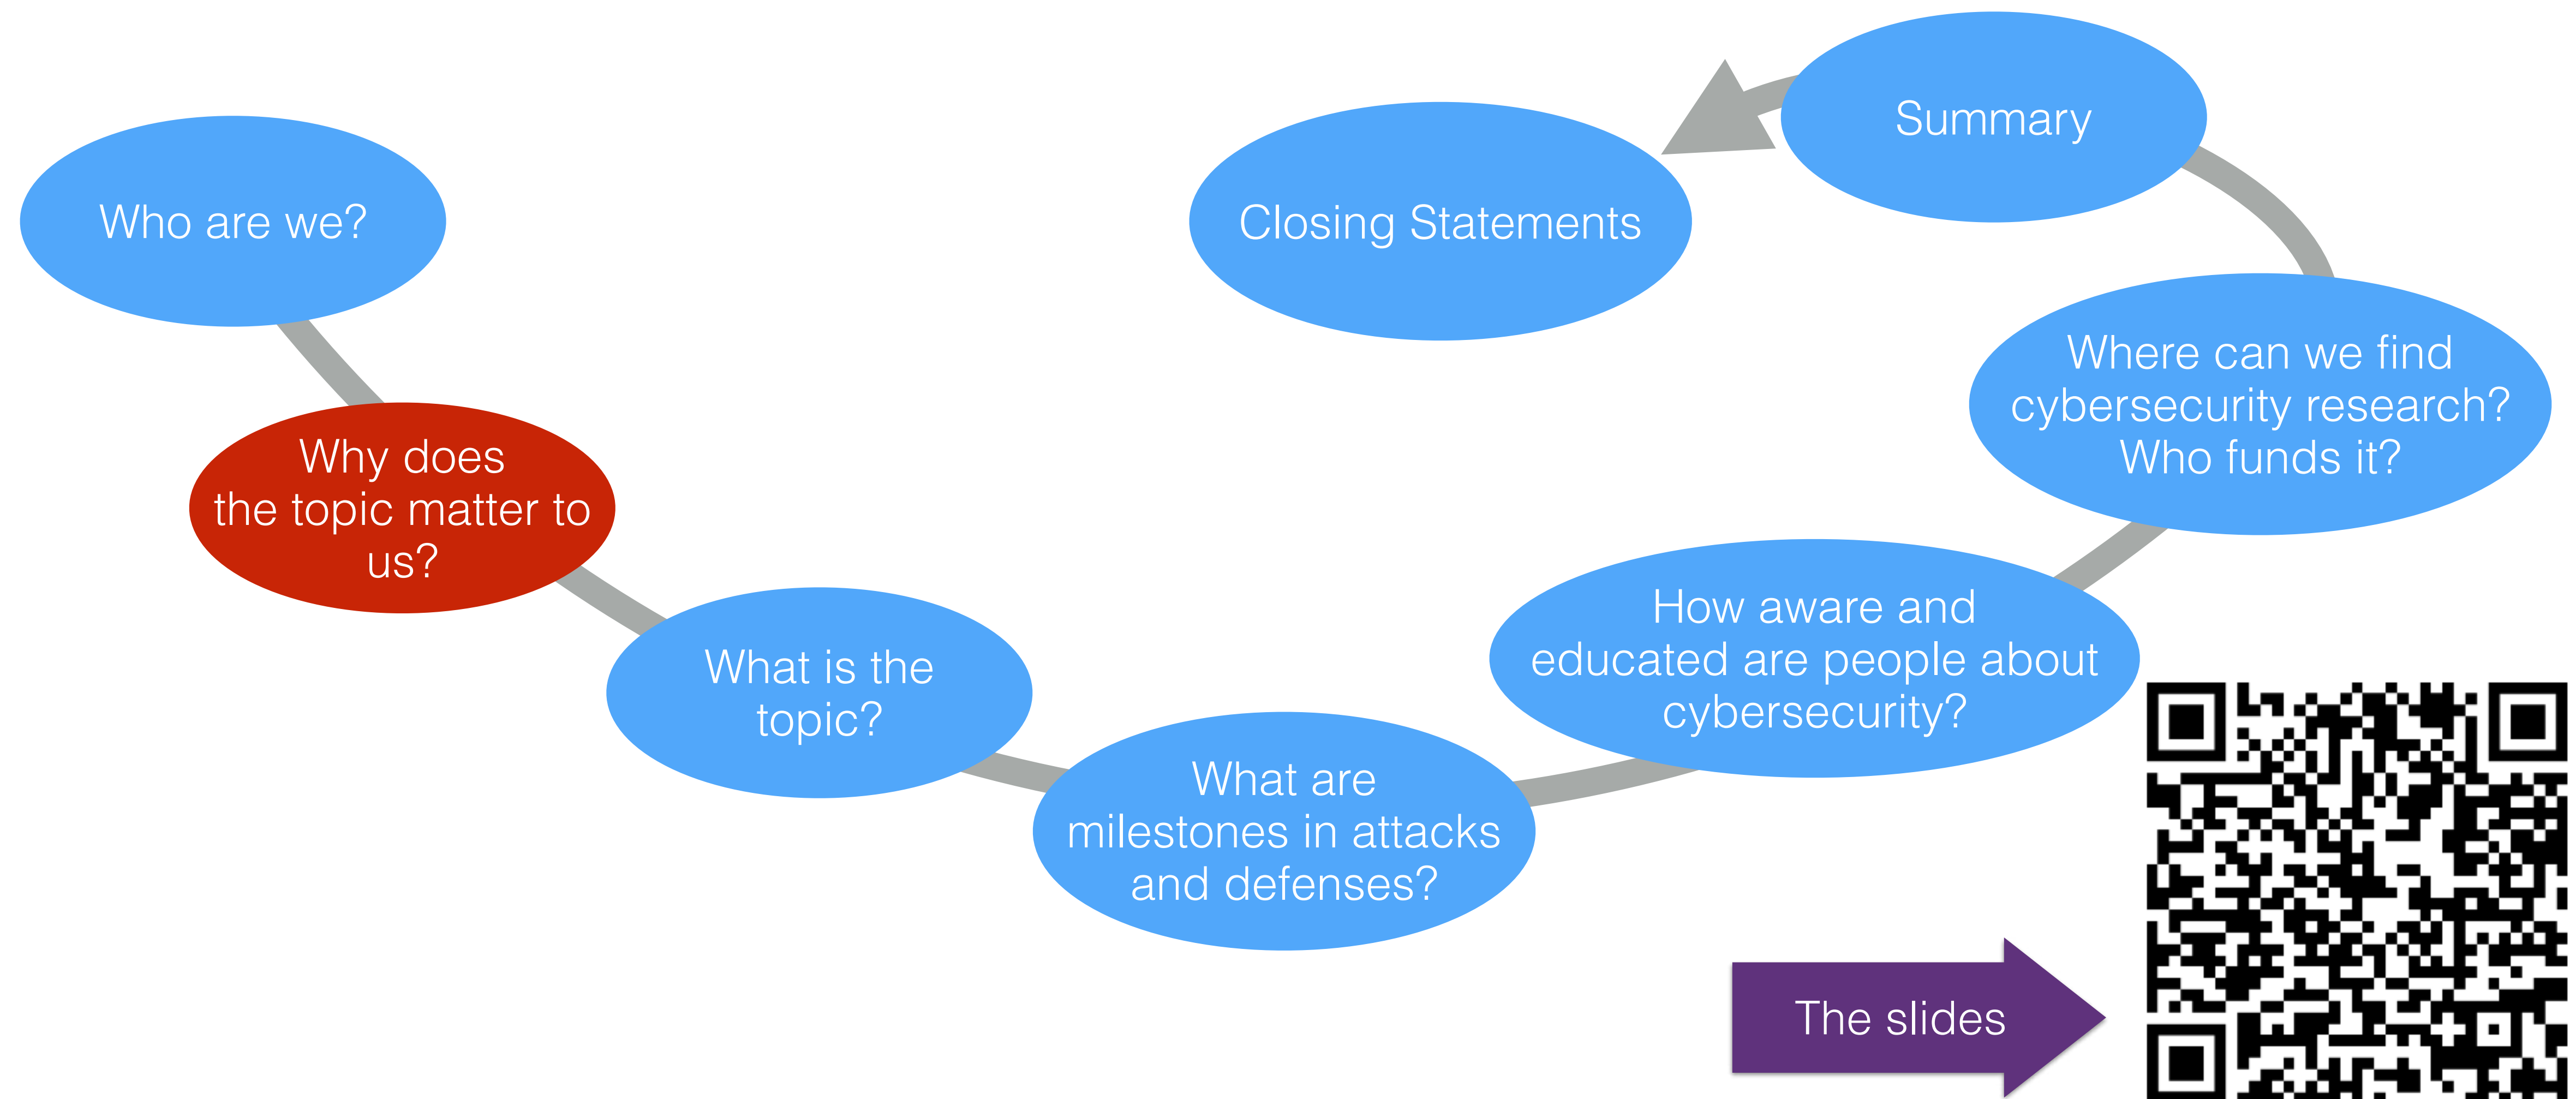 Who are we?
Why does
the topic matter to
us?
What is the
topic?
What are
milestones in attacks
and defenses?
How aware and
educated are people about
cybersecurity?
Where can we find
cybersecurity research?
Who funds it?
Summary
Closing Statements
The slides